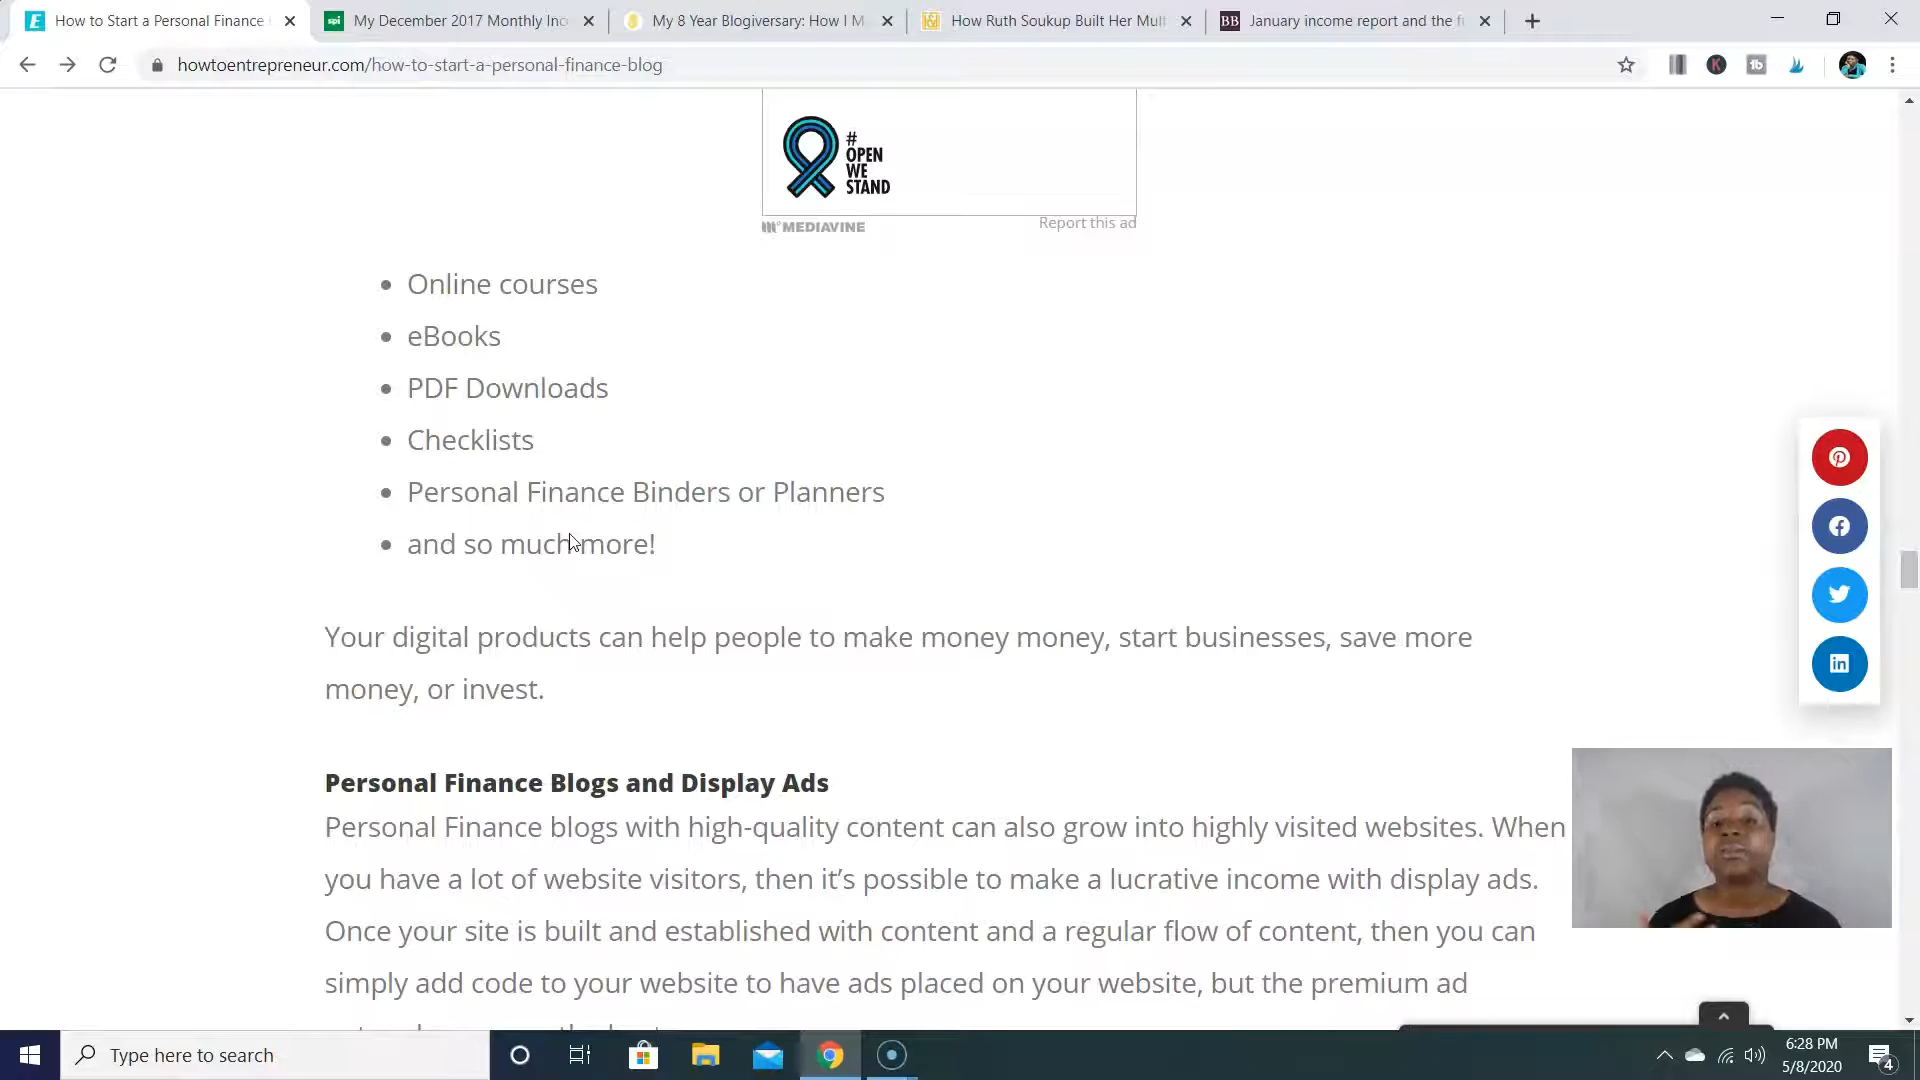 How to Start a Personal Finance
My December 2017 Monthly Inc
My 8 Year Blogiversary: How I M
How Ruth Soukup Built Her Mult
January income report and the f
howtoentrepreneur.com/how-to-start-a-personal-finance-blog
#
OPEN
WE
STAND
MEDIAVINE
Report this ad
Online courses
eBooks
PDF Downloads
Checklists
Personal Finance Binders or Planners
and so much more!
Your digital products can help people to make money money, start businesses, save more
money, or invest.
Personal Finance Blogs and Display Ads
Personal Finance blogs with high-quality content can also grow into highly visited websites. When
you have a lot of website visitors, then it’s possible to make a lucrative income with display ads.
Once your site is built and established with content and a regular flow of content, then you can
simply add code to your website to have ads placed on your website, but the premium ad
Type here to search
6:28 PM
5/8/2020
4